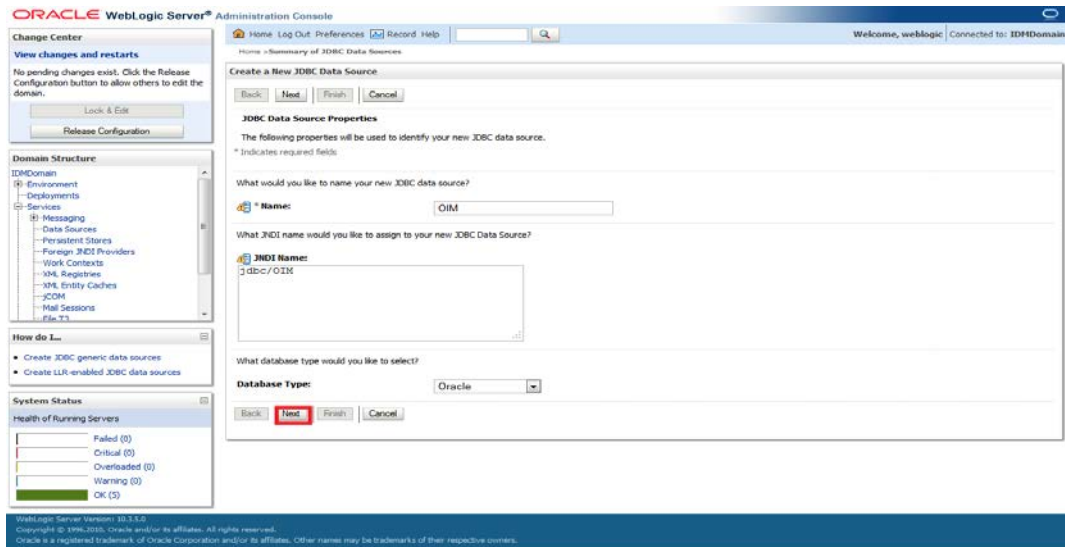 ORACLE WebLogic Server® Administration Console
Change Center
View changes and restarts
No pending changes exist. Click the Release
Configuration button to allow others to edit the
domain.
Lock & Edit
Release Configuration
Domain Structure
IDMDomain
Environment
Deployments
Services
Messaging
Data Sources
Persistent Stores
Foreign JNDI Providers
Work Contexts
XML Registries
XML Entity Caches
jCOM
Mail Sessions
File T3
How do I...
Create JDBC generic data sources
Create LLR-enabled JDBC data sources
System Status
Health of Running Servers
Failed (0)
Critical (0)
Overloaded (0)
Warning (0)
OK (5)
Home Log Out Preferences Record Help
Welcome, weblogic Connected to: IDMDomain
Home >Summary of JDBC Data Sources
Create a New JDBC Data Source
Back Next Finish Cancel
JDBC Data Source Properties
The following properties will be used to identify your new JDBC data source.
* Indicates required fields
What would you like to name your new JDBC data source?
* Name: OIM
What JNDI name would you like to assign to your new JDBC Data Source?
JNDI Name:
jdbc/OIM
What database type would you like to select?
Database Type: Oracle
Back Next Finish Cancel
WebLogic Server Version: 10.3.5.0
Copyright © 1996,2010, Oracle and/or its affiliates. All rights reserved.
Oracle is a registered trademark of Oracle Corporation and/or its affiliates. Other names may be trademarks of their respective owners.